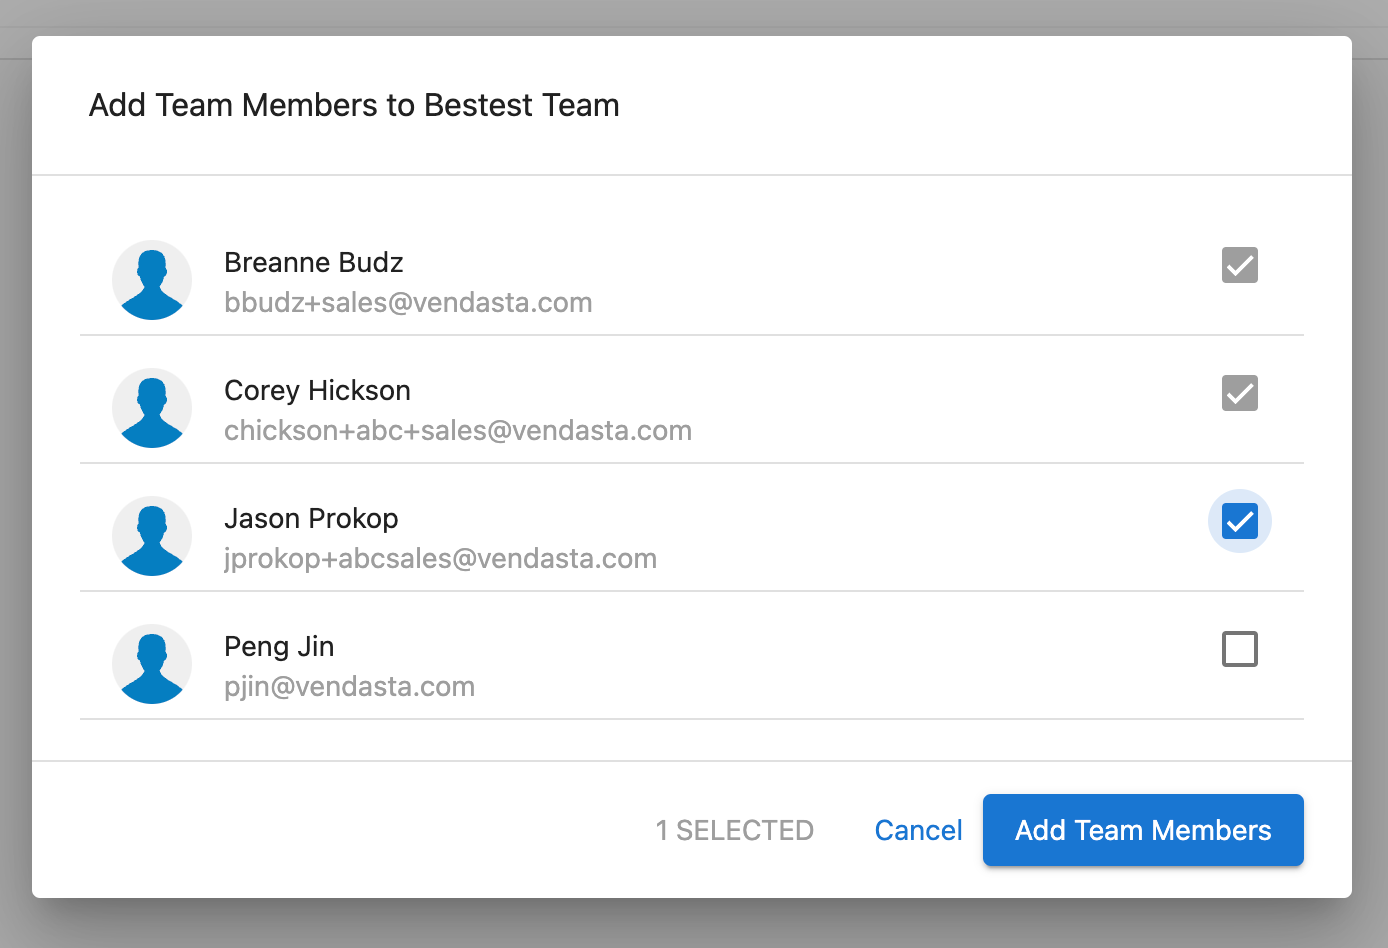 Add Team Members to Bestest Team
Breanne Budz
bbudz+sales@vendasta.com
Corey Hickson
chickson+abc+sales@vendasta.com
Jason Prokop
jprokop+abcsales@vendasta.com
Peng Jin
pjin@vendasta.com
1 SELECTED
Cancel
Add Team Members